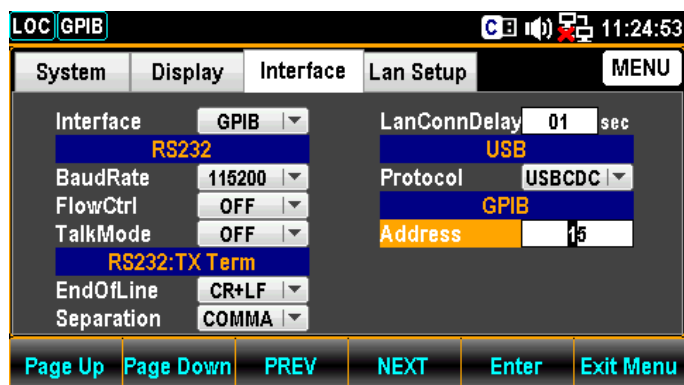 LOC GPIB C 11:24:53
System Display Interface Lan Setup MENU
Interface GPIB
RS232
BaudRate 115200
FlowCtrl OFF
TalkMode OFF
RS232:TX Term
EndOfLine CR+LF
Separation COMMA
LanConnDelay 01 sec
USB
Protocol USBCDC
GPIB
Address 15
Page Up Page Down PREV NEXT Enter Exit Menu